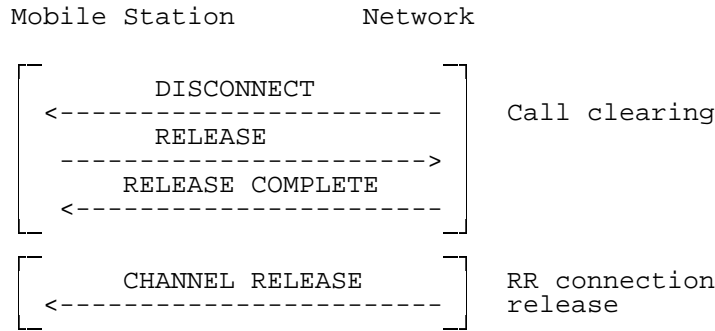 Mobile Station Network
DISCONNECT
<------------------------ Call clearing
RELEASE
----------------------->
RELEASE COMPLETE
<-----------------------
CHANNEL RELEASE RR connection
<------------------------ release